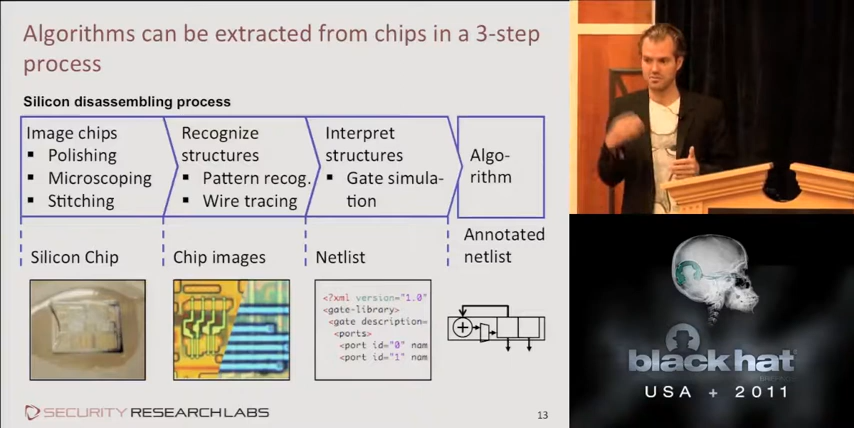 Algorithms can be extracted from chips in a 3-step
process
Silicon disassembling process
Image chips
▪ Polishing
▪ Microscoping
▪ Stitching
Recognize
structures
▪ Pattern recog.
▪ Wire tracing
Interpret
structures
▪ Gate simula-
tion
Algo-
rithm
Silicon Chip
Chip images
Netlist
Annotated
netlist
<?xml version="1.0"
<gate-library>
<gate description=
<ports>
<port id="0" nam
<port id="1" nam
SECURITY RESEARCH LABS
13
black hat
USA + 2011